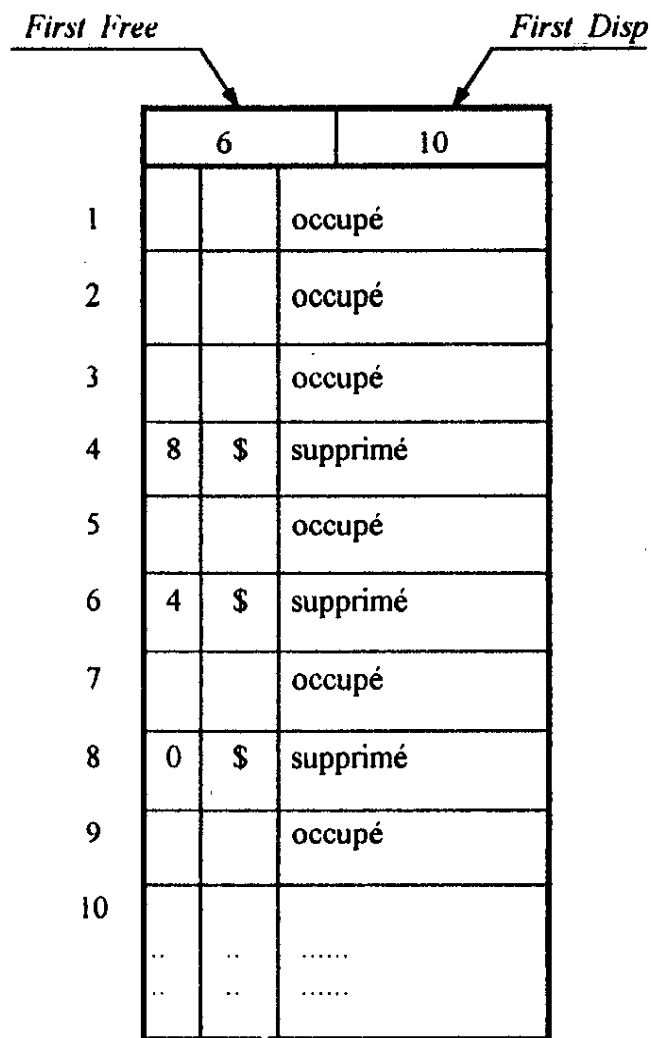 First Free First Disp
6 10
1 occupé
2 occupé
3 occupé
4 8 $ supprimé
5 occupé
6 4 $ supprimé
7 occupé
8 0 $ supprimé
9 occupé
10
.. .. ......
.. .. ......